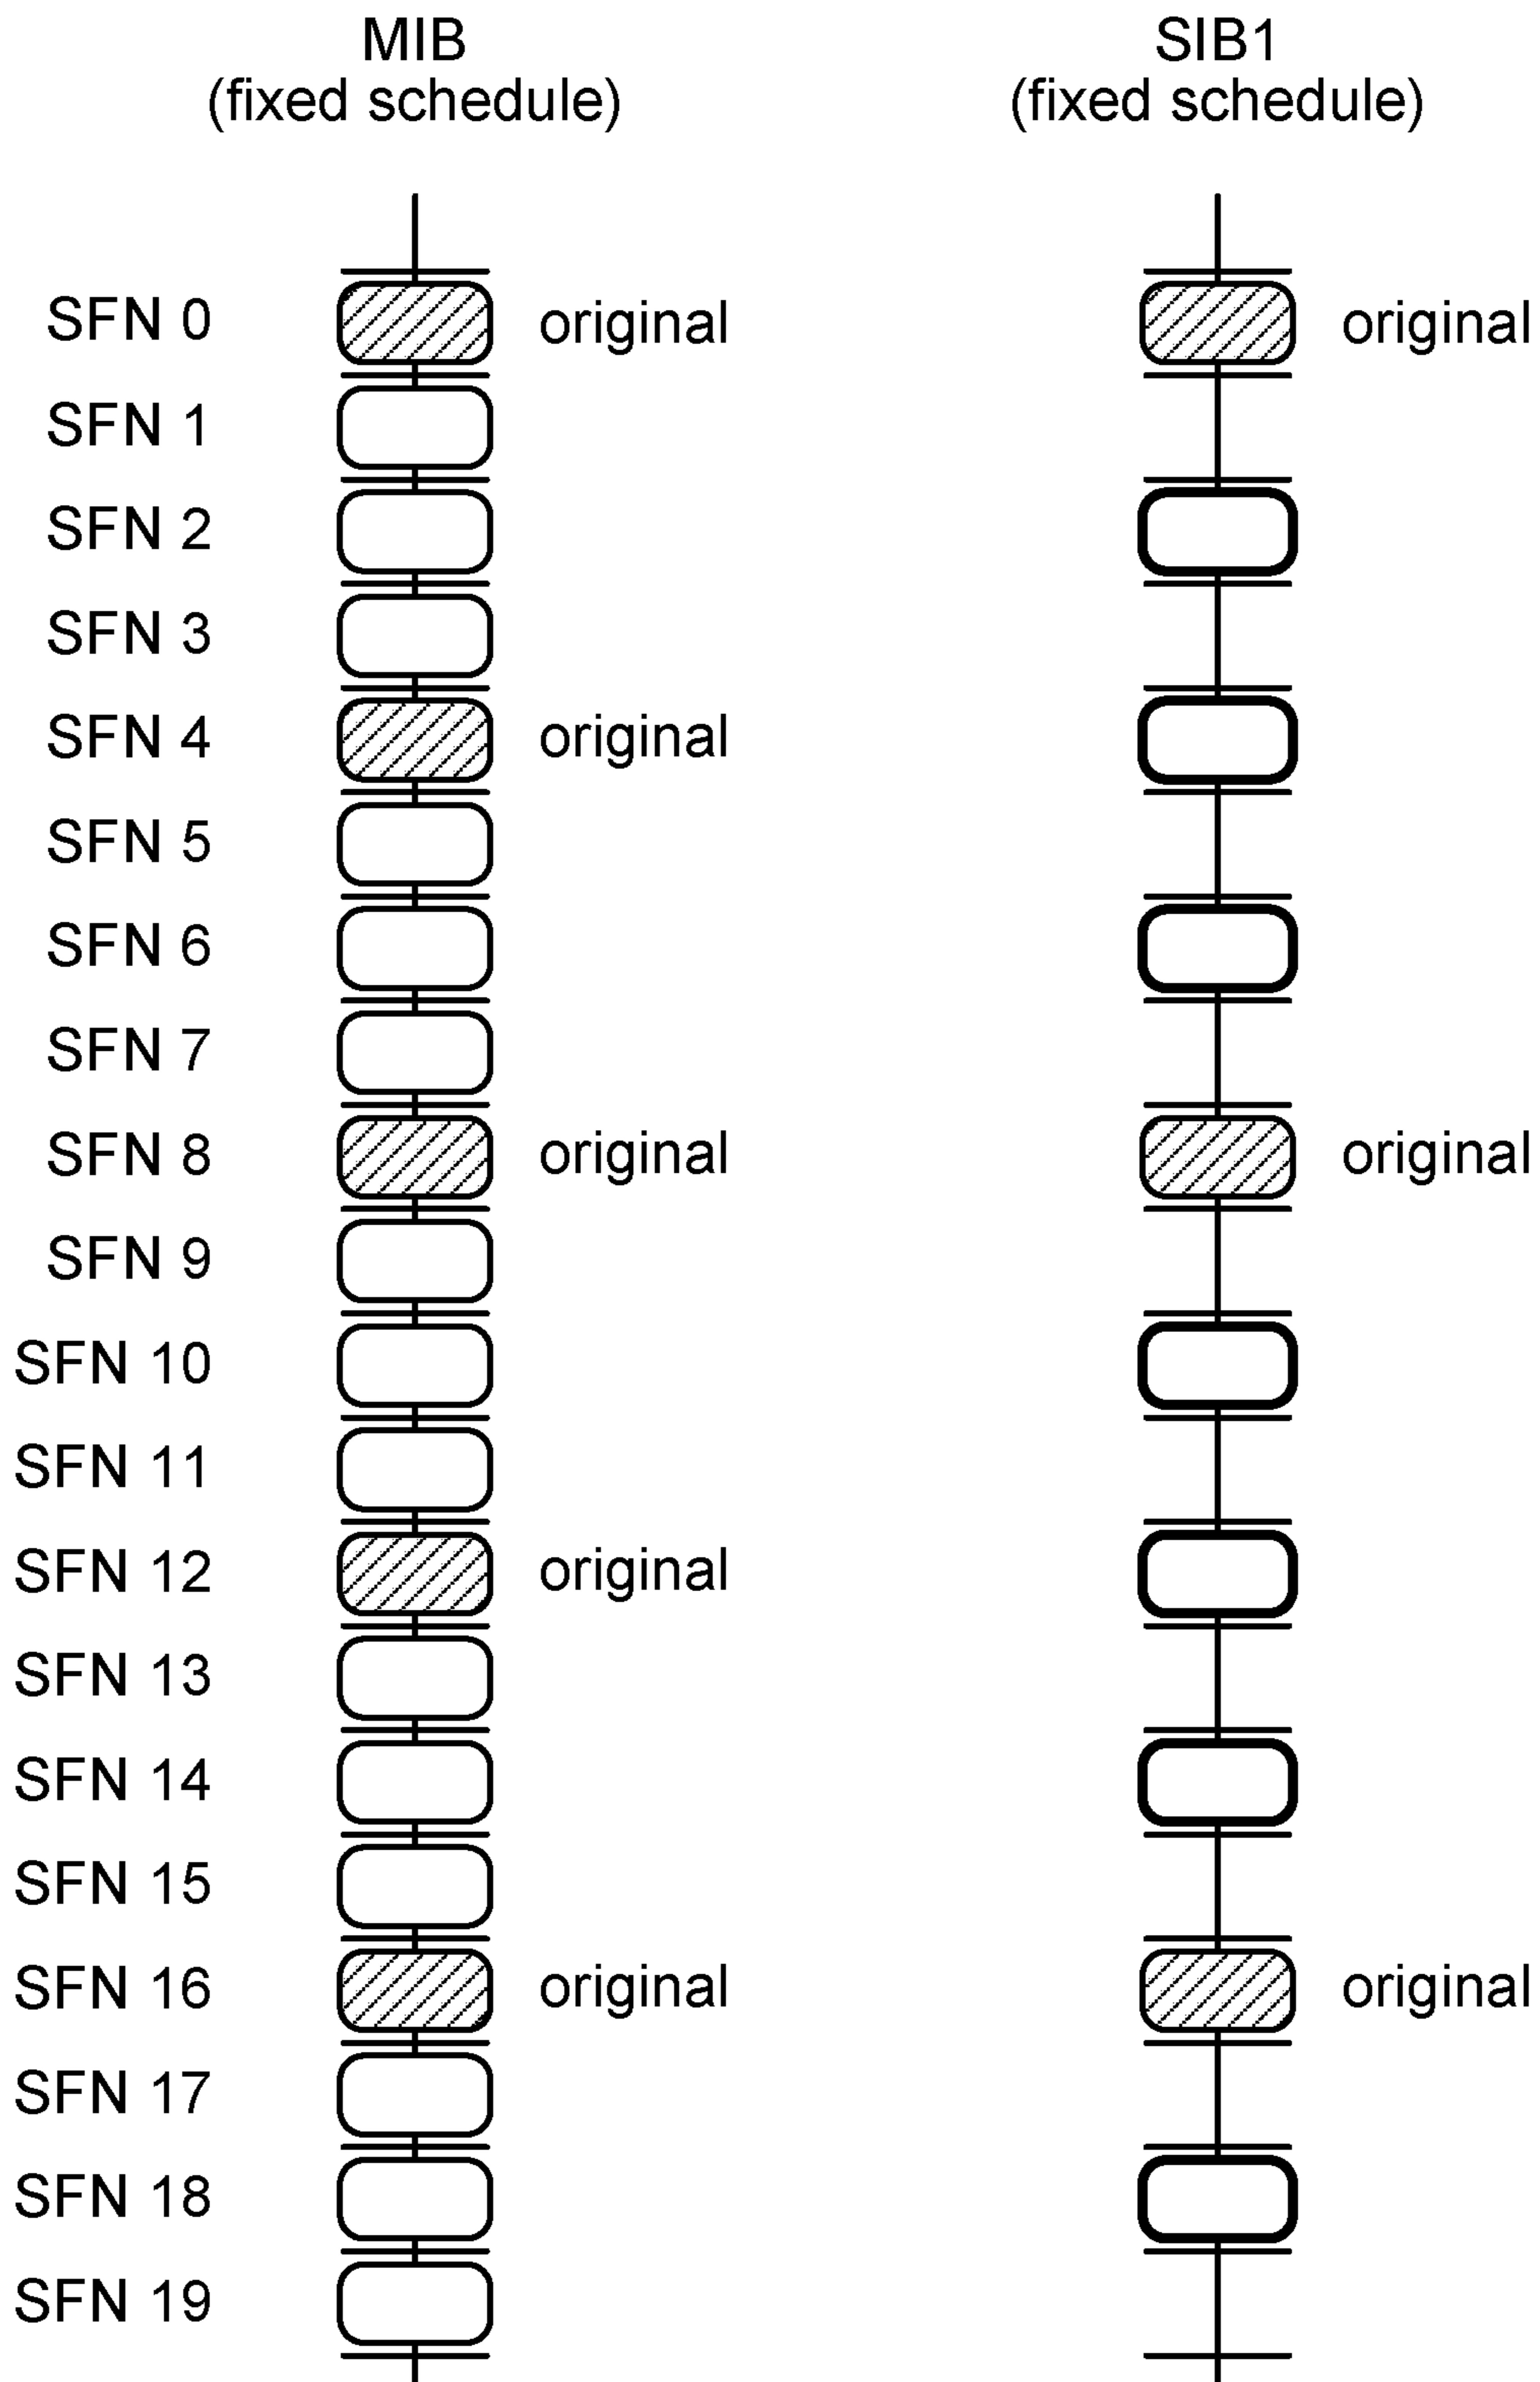 MIB
(fixed schedule)
SIB1
(fixed schedule)
SFN 0 original original
SFN 1
SFN 2
SFN 3
SFN 4 original
SFN 5
SFN 6
SFN 7
SFN 8 original original
SFN 9
SFN 10
SFN 11
SFN 12 original
SFN 13
SFN 14
SFN 15
SFN 16 original original
SFN 17
SFN 18
SFN 19